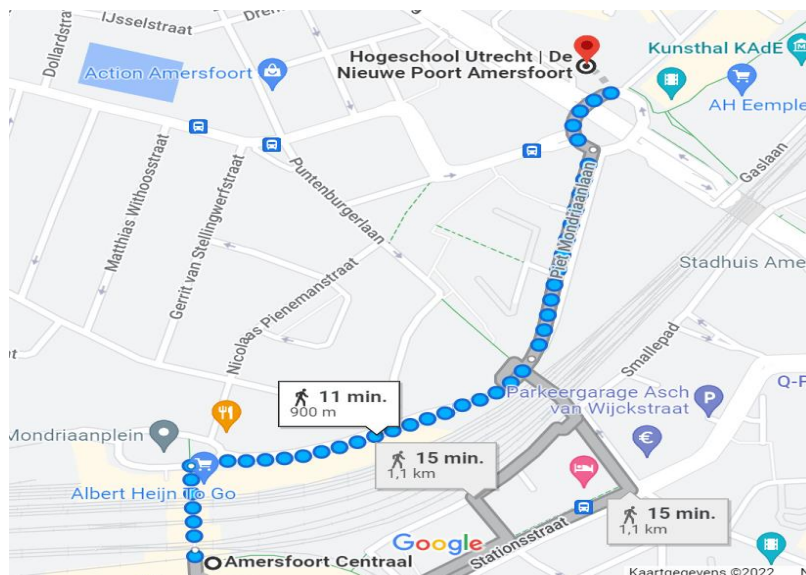 IJsselstraat
Dollardstraat
Action Amersfoort
Hogeschool Utrecht | De
Nieuwe Poort Amersfoort
Kunsthal KAdE
AH Eemple
Gaslaan
Puntenburgerlaan
Matthias Withoosstraat
Gerrit van Stellingwerfstraat
Piet Mondriaanlaan
Stadhuis Ame
Nicolaas Pienemanstraat
Smallepad
11 min.
900 m
Parkeergarage Asch
van Wijckstraat
Q-P
Mondriaanplein
15 min.
1,1 km
Albert Heijn To Go
15 min.
1,1 km
Google
Stationsstraat
Amersfoort Centraal
Kaartgegevens ©2022